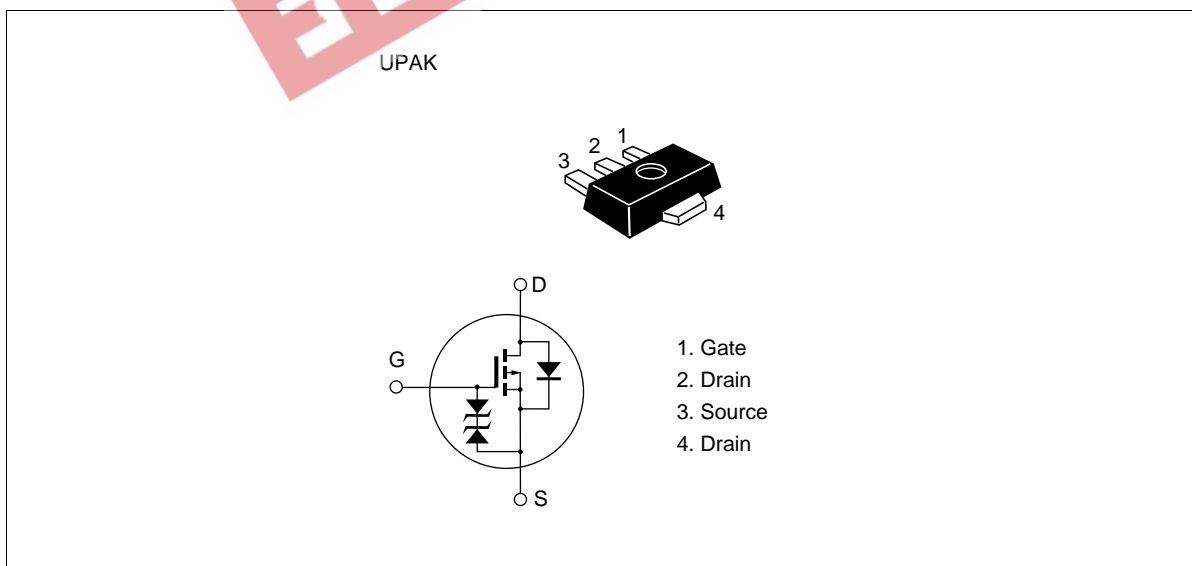 UPAK
1
2
3
4
D
G
S
1. Gate
2. Drain
3. Source
4. Drain